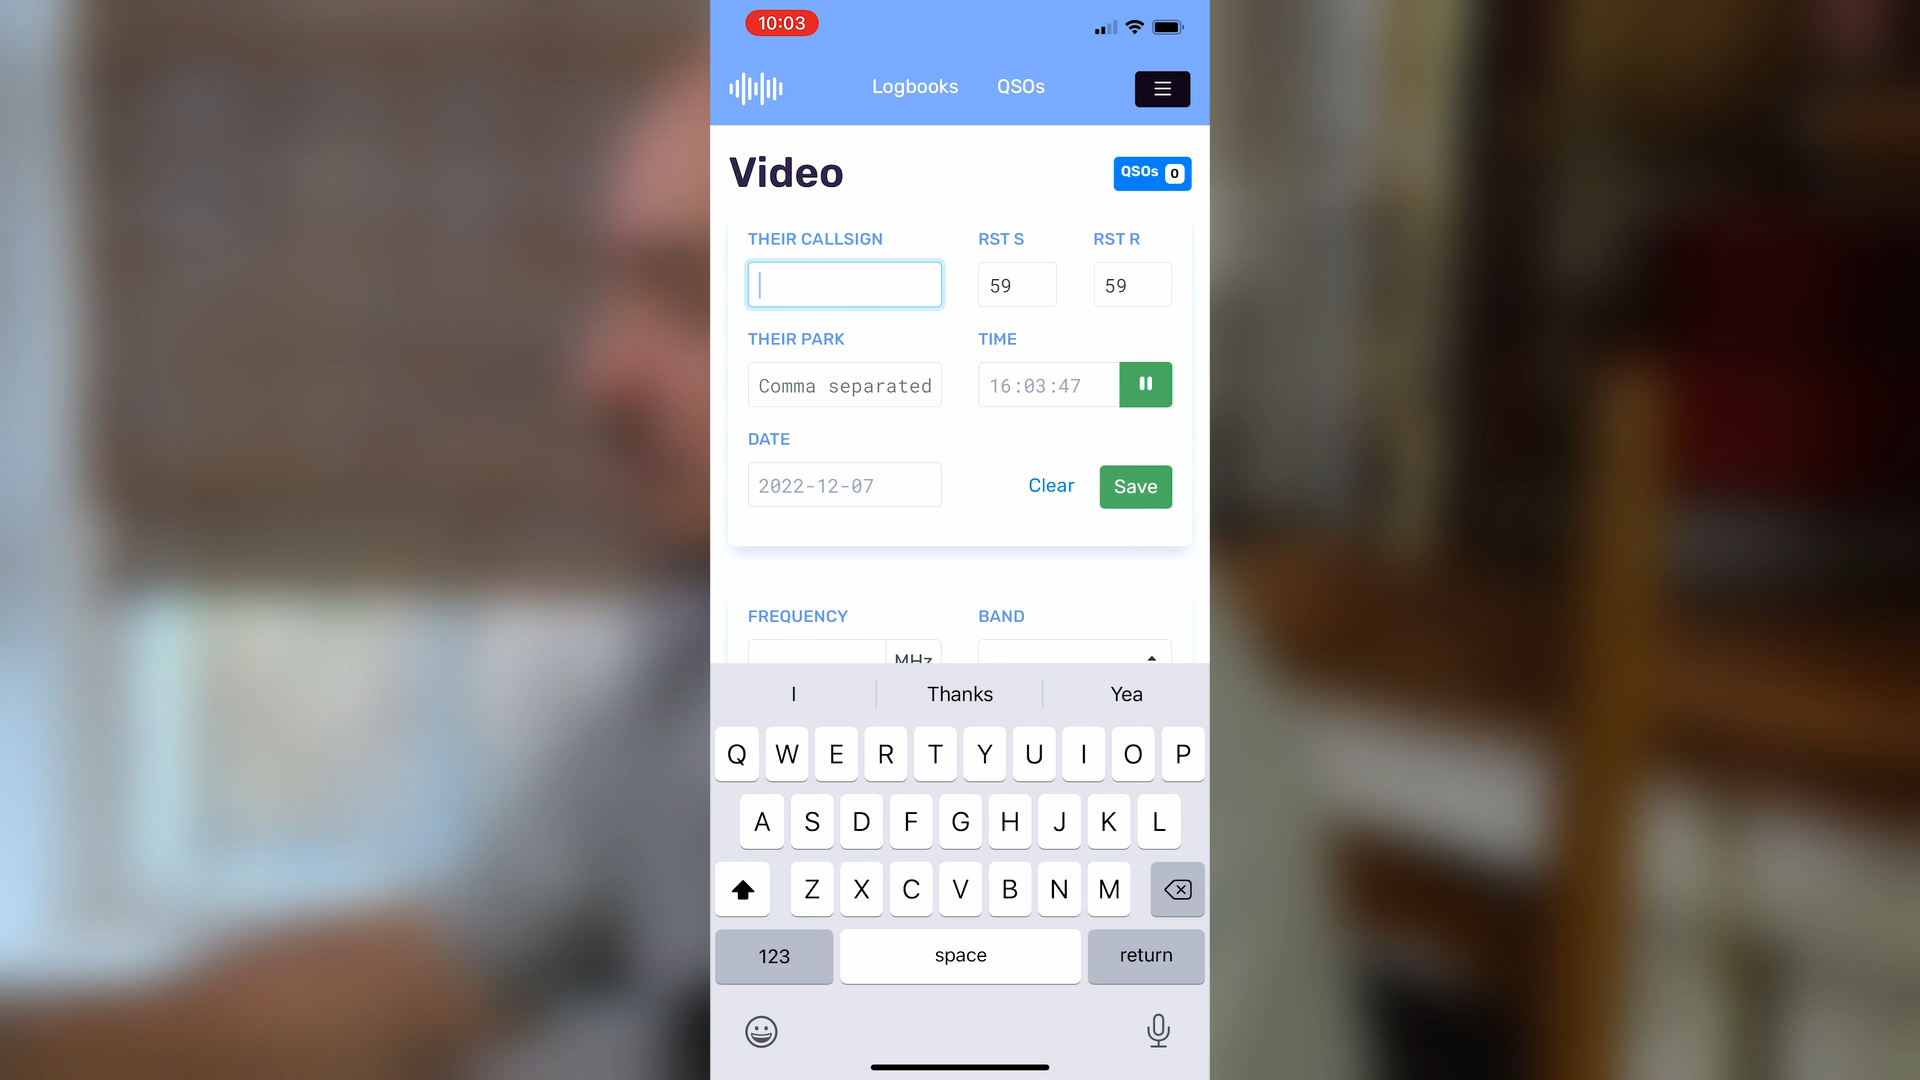 10:03
Logbooks QSOs
Video
QSOs 0
THEIR CALLSIGN RST S RST R
59 59
THEIR PARK TIME
Comma separated 16:03:47
DATE
2022-12-07 Clear Save
FREQUENCY BAND
MHz
I Thanks Yea
Q W E R T Y U I O P
A S D F G H J K L
Z X C V B N M
123 space return